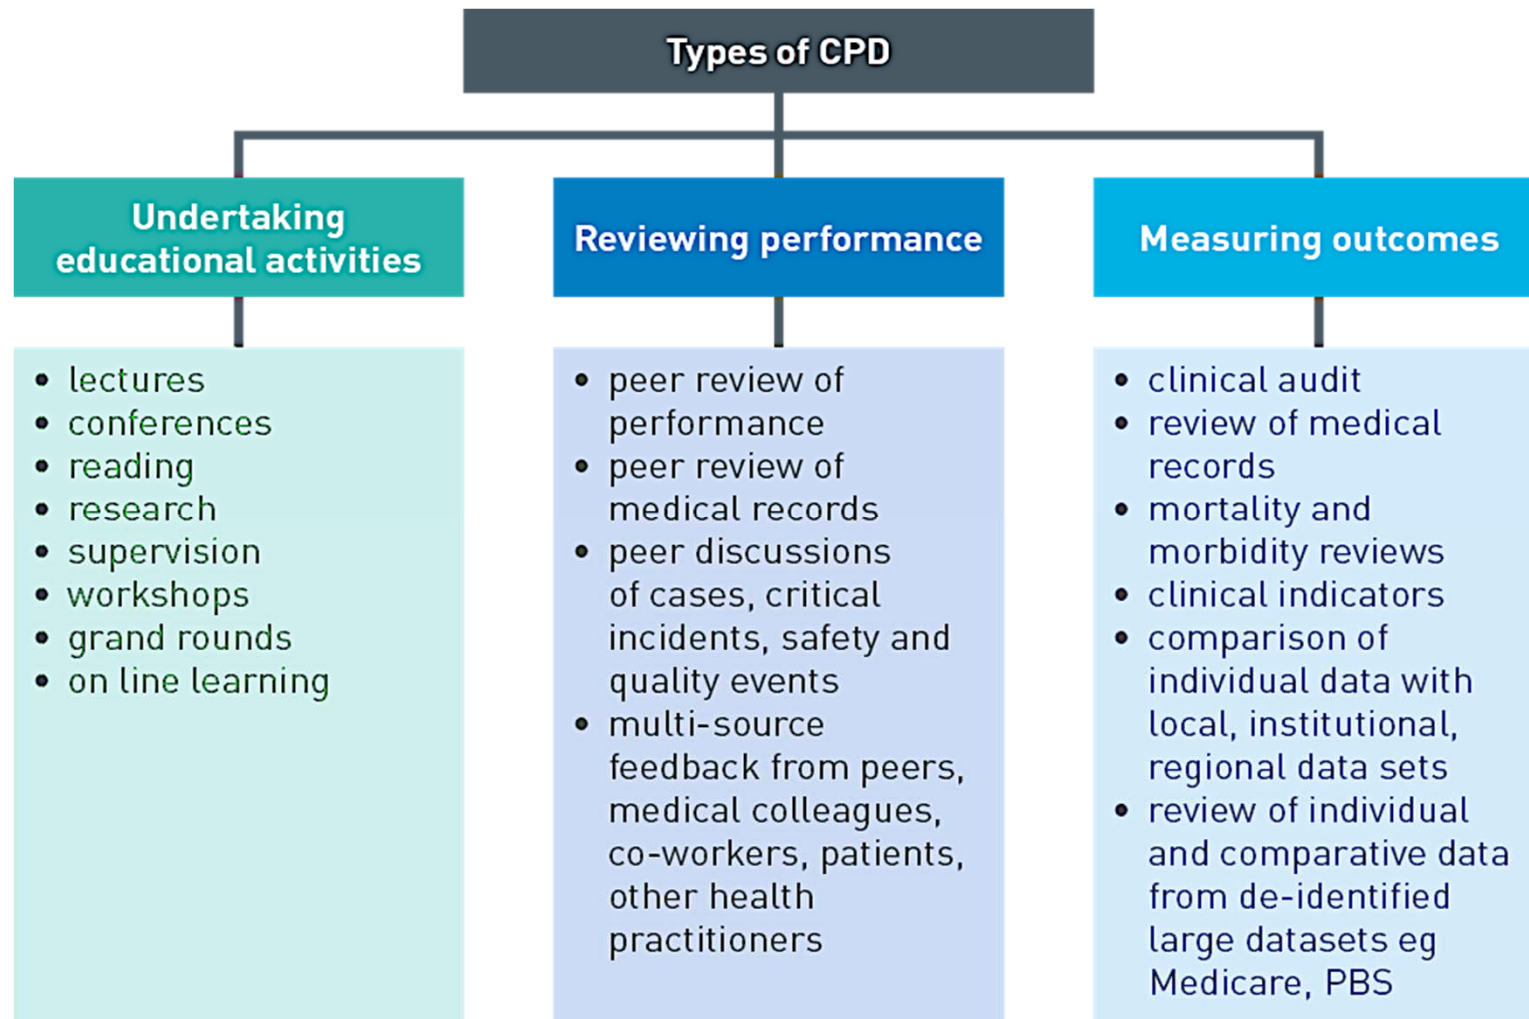 Types of CPD
Undertaking
educational activities
• lectures
• conferences
• reading
• research
• supervision
• workshops
• grand rounds
• on line learning
Reviewing performance
• peer review of
performance
• peer review of
medical records
• peer discussions
of cases, critical
incidents, safety and
quality events
• multi-source
feedback from peers,
medical colleagues,
co-workers, patients,
other health
practitioners
Measuring outcomes
• clinical audit
• review of medical
records
• mortality and
morbidity reviews
• clinical indicators
• comparison of
individual data with
local, institutional,
regional data sets
• review of individual
and comparative data
from de-identified
large datasets eg
Medicare, PBS